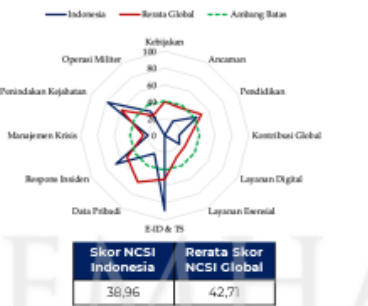 Indonesia Rerata Global Ambang Batas
Kebijakan
100
80
60
40
20
0
Operasi Militer
Ancaman
Penindakan Kejahatan
Pendidikan
Manajemen Krisis
Kontribusi Global
Respons Insiden
Layanan Digital
Data Pribadi
Layanan Esensial
E-ID & TS
Skor NCSI Indonesia
Rerata Skor NCSI Global
38,96
42,71